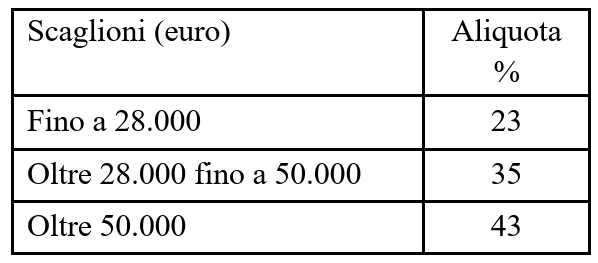 Scaglioni (euro) Aliquota
%
Fino a 28.000 23
Oltre 28.000 fino a 50.000 35
Oltre 50.000 43